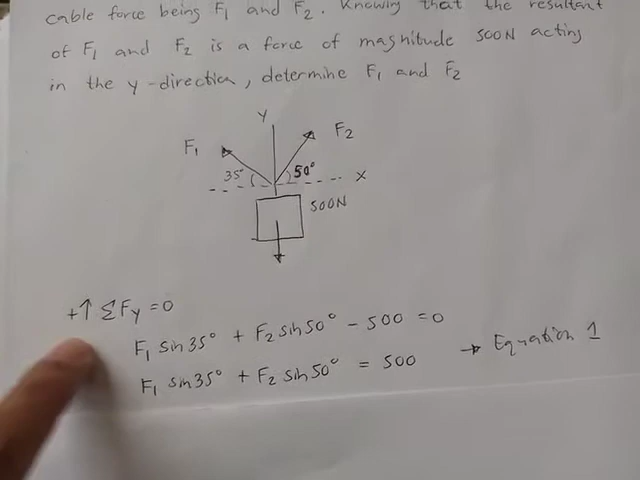 cable force being F₁ and F₂. Knowing that the resultant
of F₁ and F₂ is a force of magnitude 500N acting
in the y-direction, determine F₁ and F₂
Y
F₁
F₂
35°
50°
X
500N
+↑ ΣFy = 0
F₁ sin35° + F₂ sin50° - 500 = 0
F₁ sin35° + F₂ sin50° = 500 → Equation 1